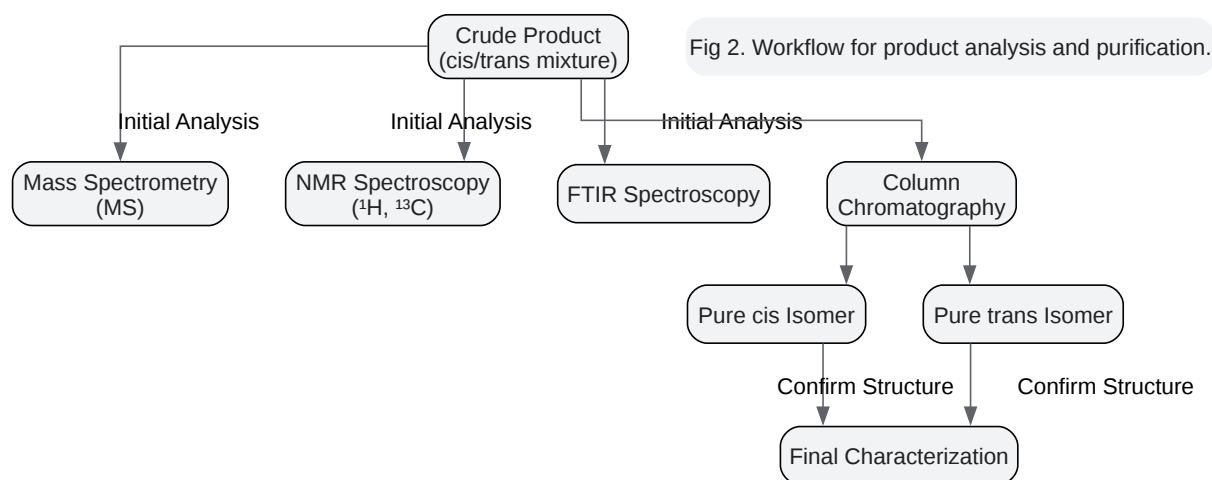 Crude Product
(cis/trans mixture)
Fig 2. Workflow for product analysis and purification.
Initial Analysis
Initial Analysis
Initial Analysis
Mass Spectrometry
(MS)
NMR Spectroscopy
(¹H, ¹³C)
FTIR Spectroscopy
Column
Chromatography
Pure cis Isomer
Pure trans Isomer
Confirm Structure
Confirm Structure
Final Characterization